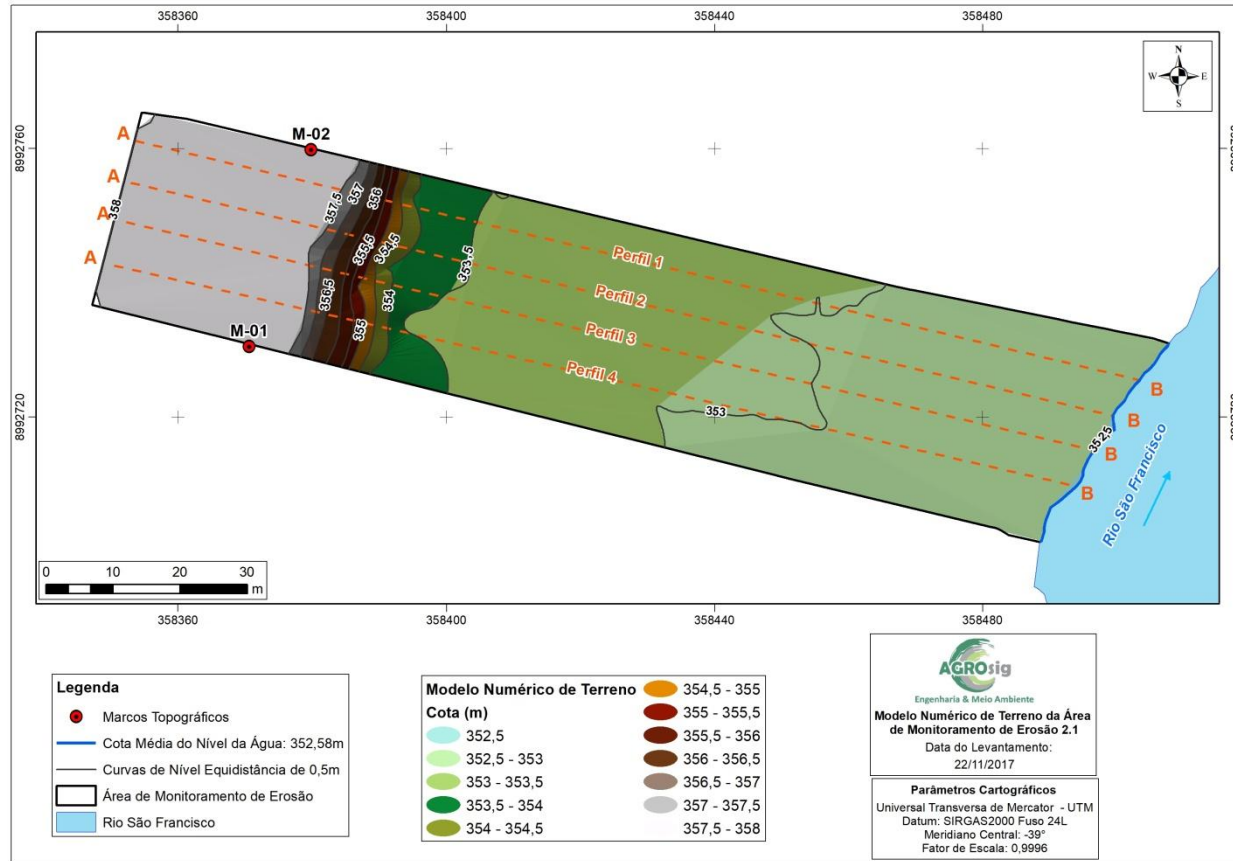 358360 358400 358440 358480
N
W E
S
8992760
8992760
8992720
8992720
A
A
A
A
M-02
M-01
358
357,5
357
356
355,5
354,5
356,5
355
354
353,5
353
352,5
Perfil 1
Perfil 2
Perfil 3
Perfil 4
B
B
B
B
Rio São Francisco
0 10 20 30
m
358360 358400 358440 358480
Legenda
Marcos Topográficos
Cota Média do Nível da Água: 352,58m
Curvas de Nível Equidistância de 0,5m
Área de Monitoramento de Erosão
Rio São Francisco
Modelo Numérico de Terreno
Cota (m)
352,5
352,5 - 353
353 - 353,5
353,5 - 354
354 - 354,5
354,5 - 355
355 - 355,5
355,5 - 356
356 - 356,5
356,5 - 357
357 - 357,5
357,5 - 358
AGROsig
Engenharia & Meio Ambiente
Modelo Numérico de Terreno da Área
de Monitoramento de Erosão 2.1
Data do Levantamento:
22/11/2017
Parâmetros Cartográficos
Universal Transversa de Mercator - UTM
Datum: SIRGAS2000 Fuso 24L
Meridiano Central: -39°
Fator de Escala: 0,9996